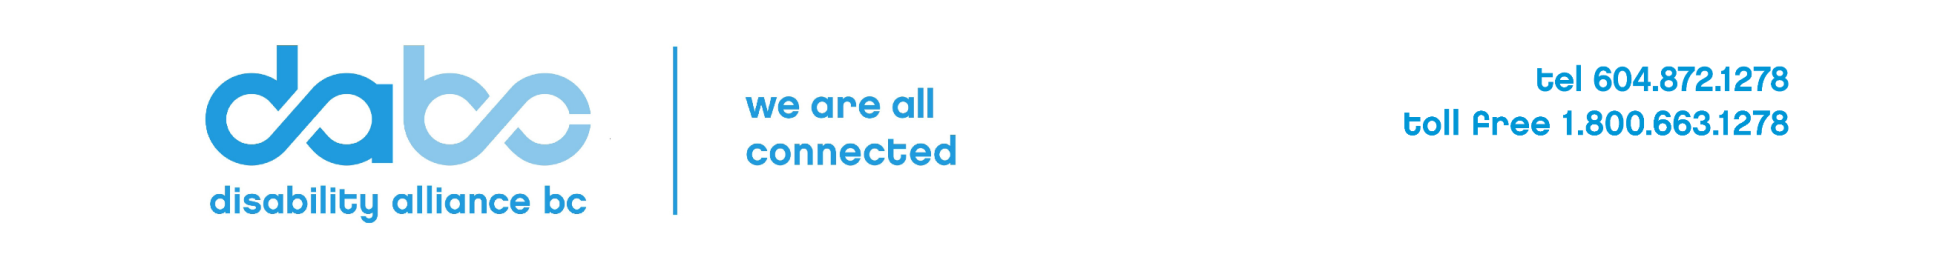 dabc
disability alliance bc
we are all
connected
tel 604.872.1278
toll free 1.800.663.1278